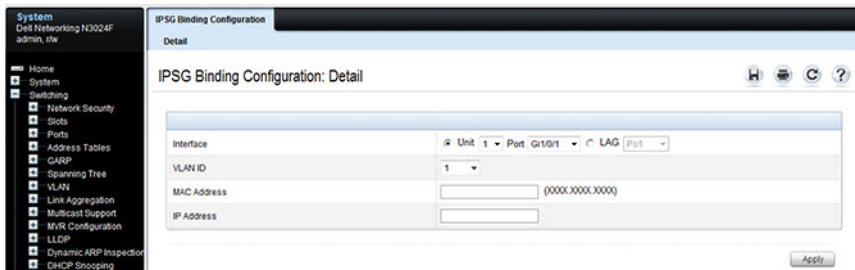 System
Dell Networking N3024F
admin, r/w
Home
System
Switching
Network Security
Slots
Ports
Address Tables
GARP
Spanning Tree
VLAN
Link Aggregation
Multicast Support
MVR Configuration
LLDP
Dynamic ARP Inspection
DHCP Snooping
IPSG Binding Configuration
Detail
IPSG Binding Configuration: Detail
Interface Unit 1 Port Gi1/0/1 LAG Po1
VLAN ID 1
MAC Address (XXXX.XXXX.XXXX)
IP Address
Apply